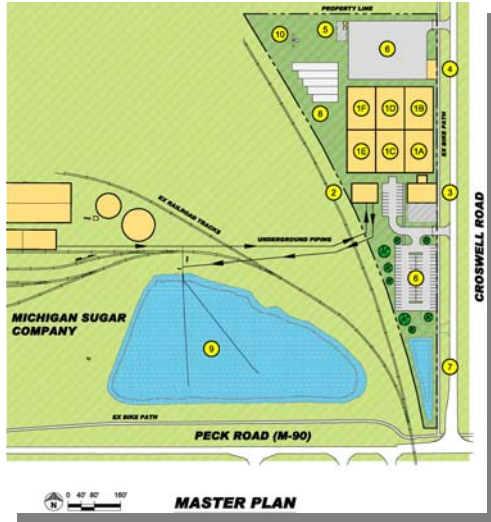 PROPERTY LINE
10
5
6
4
8
1F
1D
1B
1E
1C
1A
EX BIKE PATH
2
3
EX RAILROAD TRACKS
UNDERGROUND PIPING
CROSWELL ROAD
6
MICHIGAN SUGAR
COMPANY
9
7
EX BIKE PATH
PECK ROAD (M-90)
N
0 40' 80' 160'
MASTER PLAN